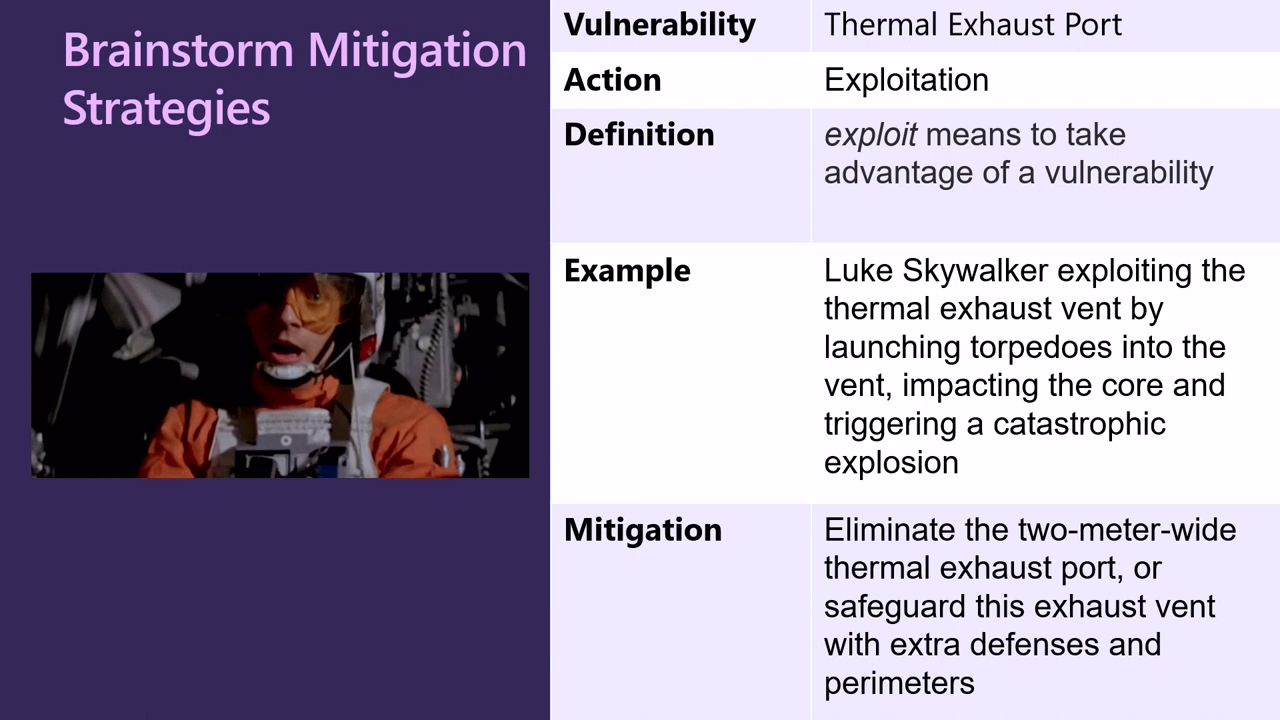 Brainstorm Mitigation
Strategies
Vulnerability
Thermal Exhaust Port
Action
Exploitation
Definition
exploit means to take
advantage of a vulnerability
Example
Luke Skywalker exploiting the
thermal exhaust vent by
launching torpedoes into the
vent, impacting the core and
triggering a catastrophic
explosion
Mitigation
Eliminate the two-meter-wide
thermal exhaust port, or
safeguard this exhaust vent
with extra defenses and
perimeters